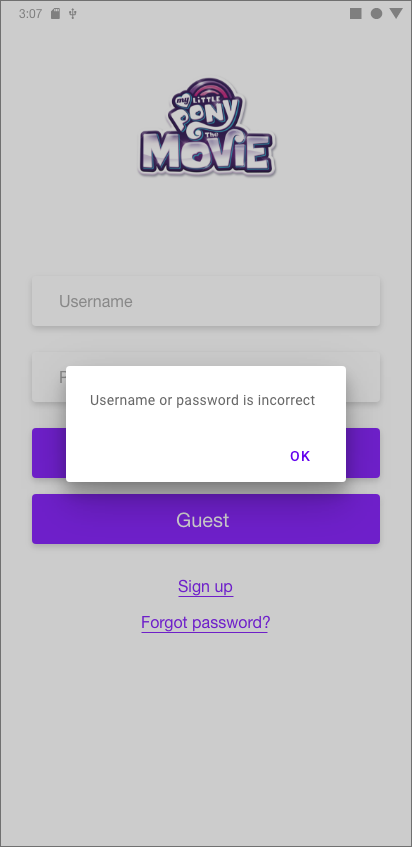 3:07
my LiTTLE
PONY
The
MOViE
Username
P
Username or password is incorrect
OK
Guest
Sign up
Forgot password?